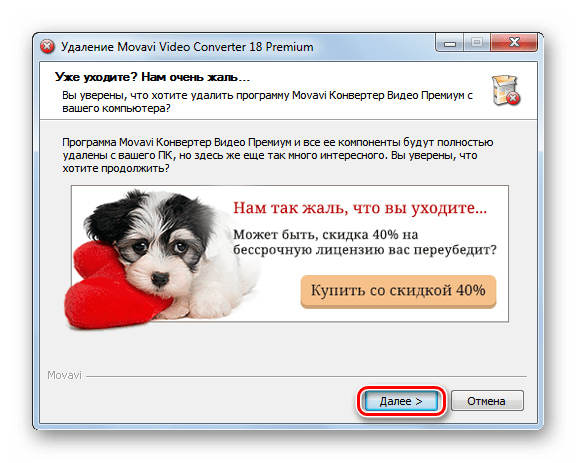 Удаление Movavi Video Converter 18 Premium
Уже уходите? Нам очень жаль...
Вы уверены, что хотите удалить программу Movavi Конвертер Видео Премиум с
вашего компьютера?
Программа Movavi Конвертер Видео Премиум и все ее компоненты будут полностью
удалены с вашего ПК, но здесь же еще так много интересного. Вы уверены, что
хотите продолжить?
Нам так жаль, что вы уходите...
Может быть, скидка 40% на
бессрочную лицензию вас переубедит?
Купить со скидкой 40%
Movavi
Далее >
Отмена